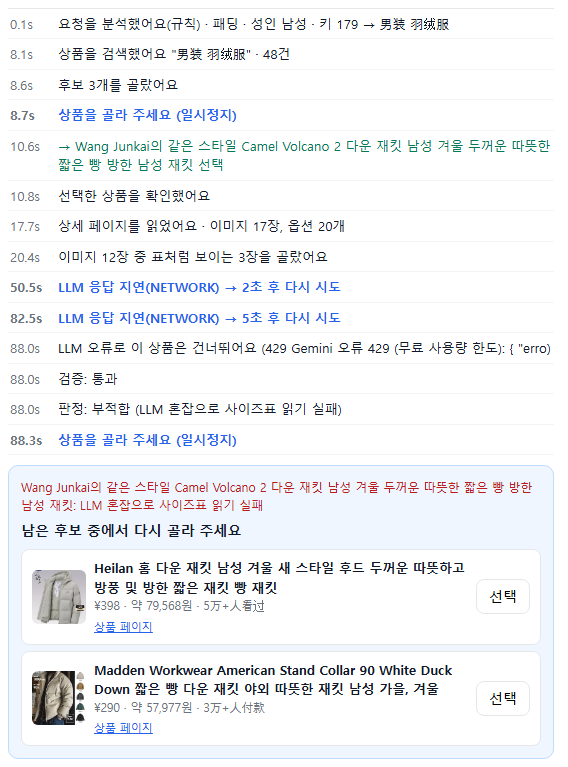 0.1s 요청을 분석했어요(규칙) · 패딩 · 성인 남성 · 키 179 → 男装 羽绒服
8.1s 상품을 검색했어요 "男装 羽绒服" · 48건
8.6s 후보 3개를 골랐어요
8.7s 상품을 골라 주세요 (일시정지)
10.6s → Wang Junkai의 같은 스타일 Camel Volcano 2 다운 재킷 남성 겨울 두꺼운 따뜻한
짧은 빵 방한 남성 재킷 선택
10.8s 선택한 상품을 확인했어요
17.7s 상세 페이지를 읽었어요 · 이미지 17장, 옵션 20개
20.4s 이미지 12장 중 표처럼 보이는 3장을 골랐어요
50.5s LLM 응답 지연(NETWORK) → 2초 후 다시 시도
82.5s LLM 응답 지연(NETWORK) → 5초 후 다시 시도
88.0s LLM 오류로 이 상품은 건너뛰어요 (429 Gemini 오류 429 (무료 사용량 한도): { "erro)
88.0s 검증: 통과
88.0s 판정: 부적합 (LLM 혼잡으로 사이즈표 읽기 실패)
88.3s 상품을 골라 주세요 (일시정지)
Wang Junkai의 같은 스타일 Camel Volcano 2 다운 재킷 남성 겨울 두꺼운 따뜻한 짧은 빵 방한
남성 재킷: LLM 혼잡으로 사이즈표 읽기 실패
남은 후보 중에서 다시 골라 주세요
Heilan 홈 다운 재킷 남성 겨울 새 스타일 후드 두꺼운 따뜻하고
방풍 및 방한 짧은 재킷 빵 재킷
¥398 · 약 79,568원 · 5万+人看过
상품 페이지
선택
Madden Workwear American Stand Collar 90 White Duck
Down 짧은 빵 다운 재킷 야외 따뜻한 재킷 남성 가을, 겨울
¥290 · 약 57,977원 · 3万+人付款
상품 페이지
선택